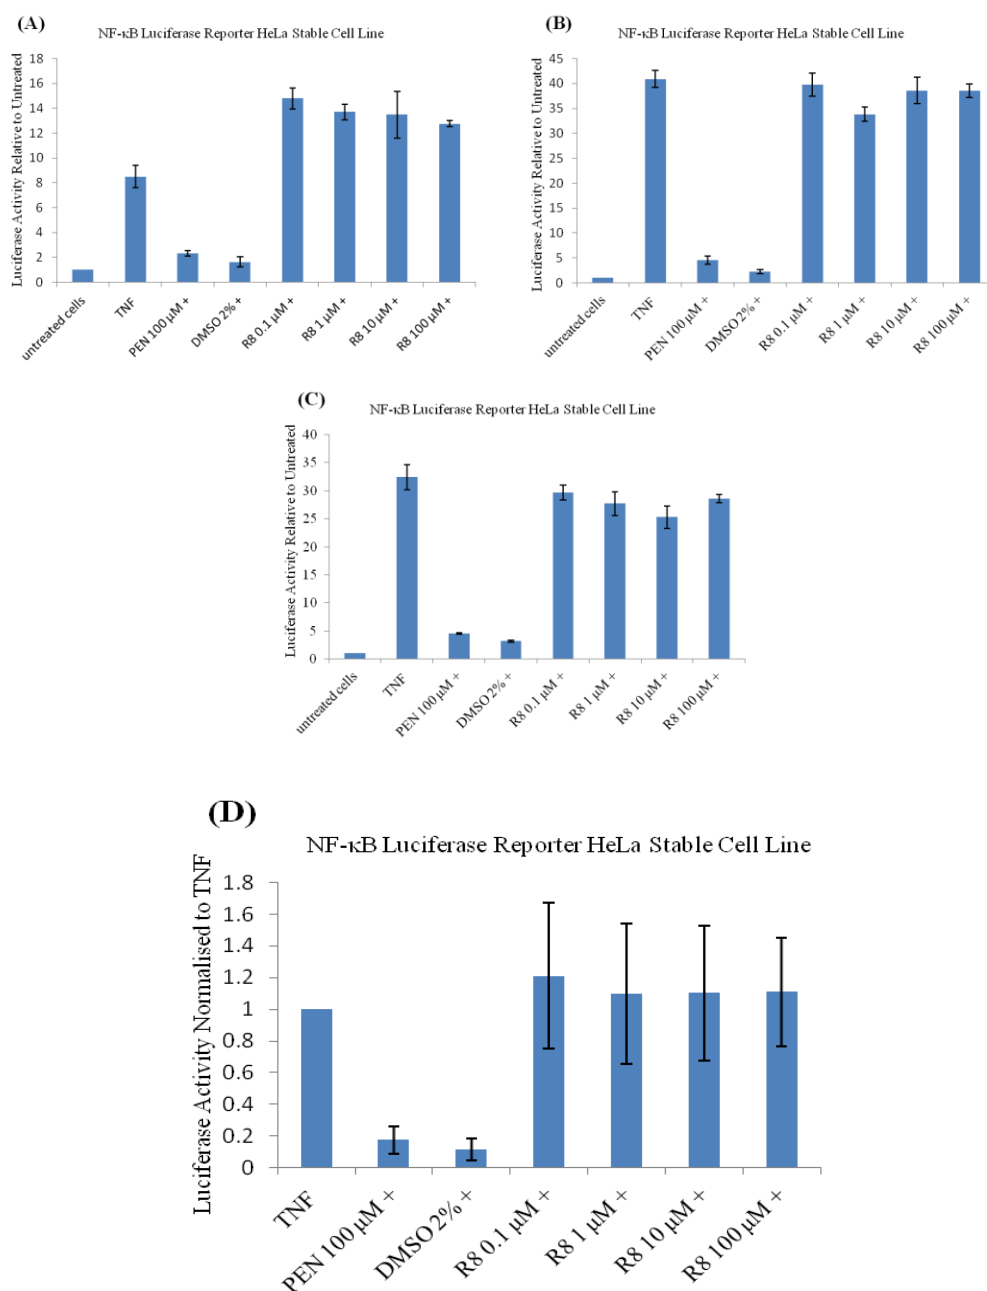 (A)
NF-κB Luciferase Reporter HeLa Stable Cell Line
Luciferase Activity Relative to Untreated
18
16
14
12
10
8
6
4
2
0
untreated cells
TNF
PEN 100 µM +
DMSO 2% +
R8 0.1 µM +
R8 1 µM +
R8 10 µM +
R8 100 µM +
(B)
NF-κB Luciferase Reporter HeLa Stable Cell Line
Luciferase Activity Relative to Untreated
45
40
35
30
25
20
15
10
5
0
untreated cells
TNF
PEN 100 µM +
DMSO 2% +
R8 0.1 µM +
R8 1 µM +
R8 10 µM +
R8 100 µM +
(C)
NF-κB Luciferase Reporter HeLa Stable Cell Line
Luciferase Activity Relative to Untreated
40
35
30
25
20
15
10
5
0
untreated cells
TNF
PEN 100 µM +
DMSO 2% +
R8 0.1 µM +
R8 1 µM +
R8 10 µM +
R8 100 µM +
(D)
NF-κB Luciferase Reporter HeLa Stable Cell Line
Luciferase Activity Normalised to TNF
1.8
1.6
1.4
1.2
1
0.8
0.6
0.4
0.2
0
TNF
PEN 100 µM +
DMSO 2% +
R8 0.1 µM +
R8 1 µM +
R8 10 µM +
R8 100 µM +